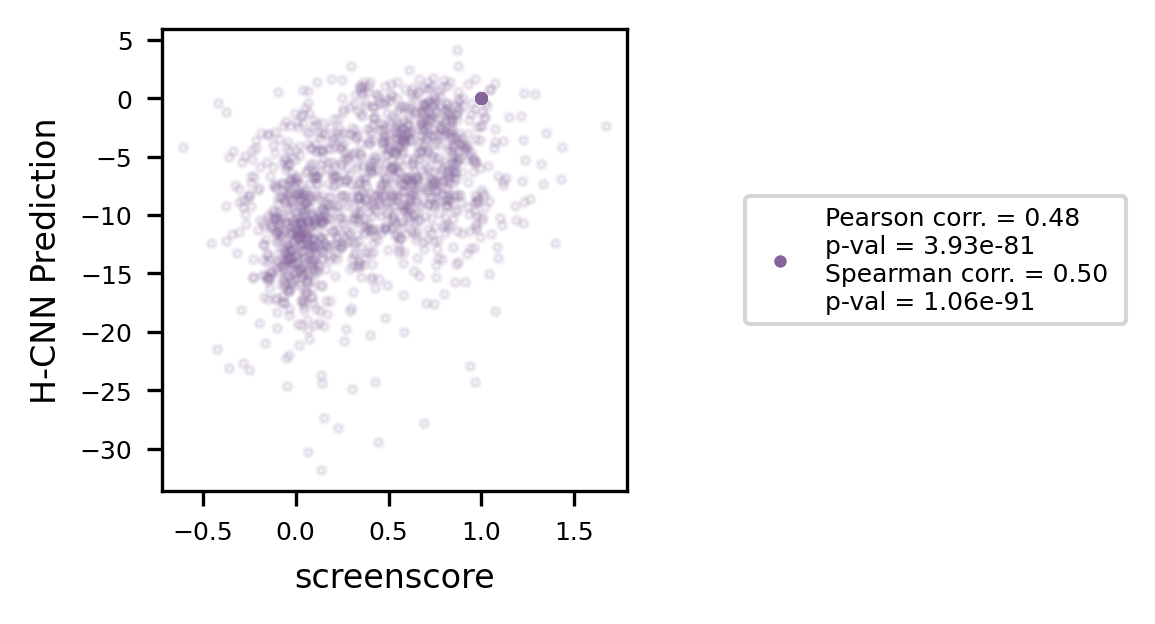 5
0
−5
−10
−15
−20
−25
−30
H-CNN Prediction
−0.5
0.0
0.5
1.0
1.5
screenscore
Pearson corr. = 0.48
p-val = 3.93e-81
Spearman corr. = 0.50
p-val = 1.06e-91